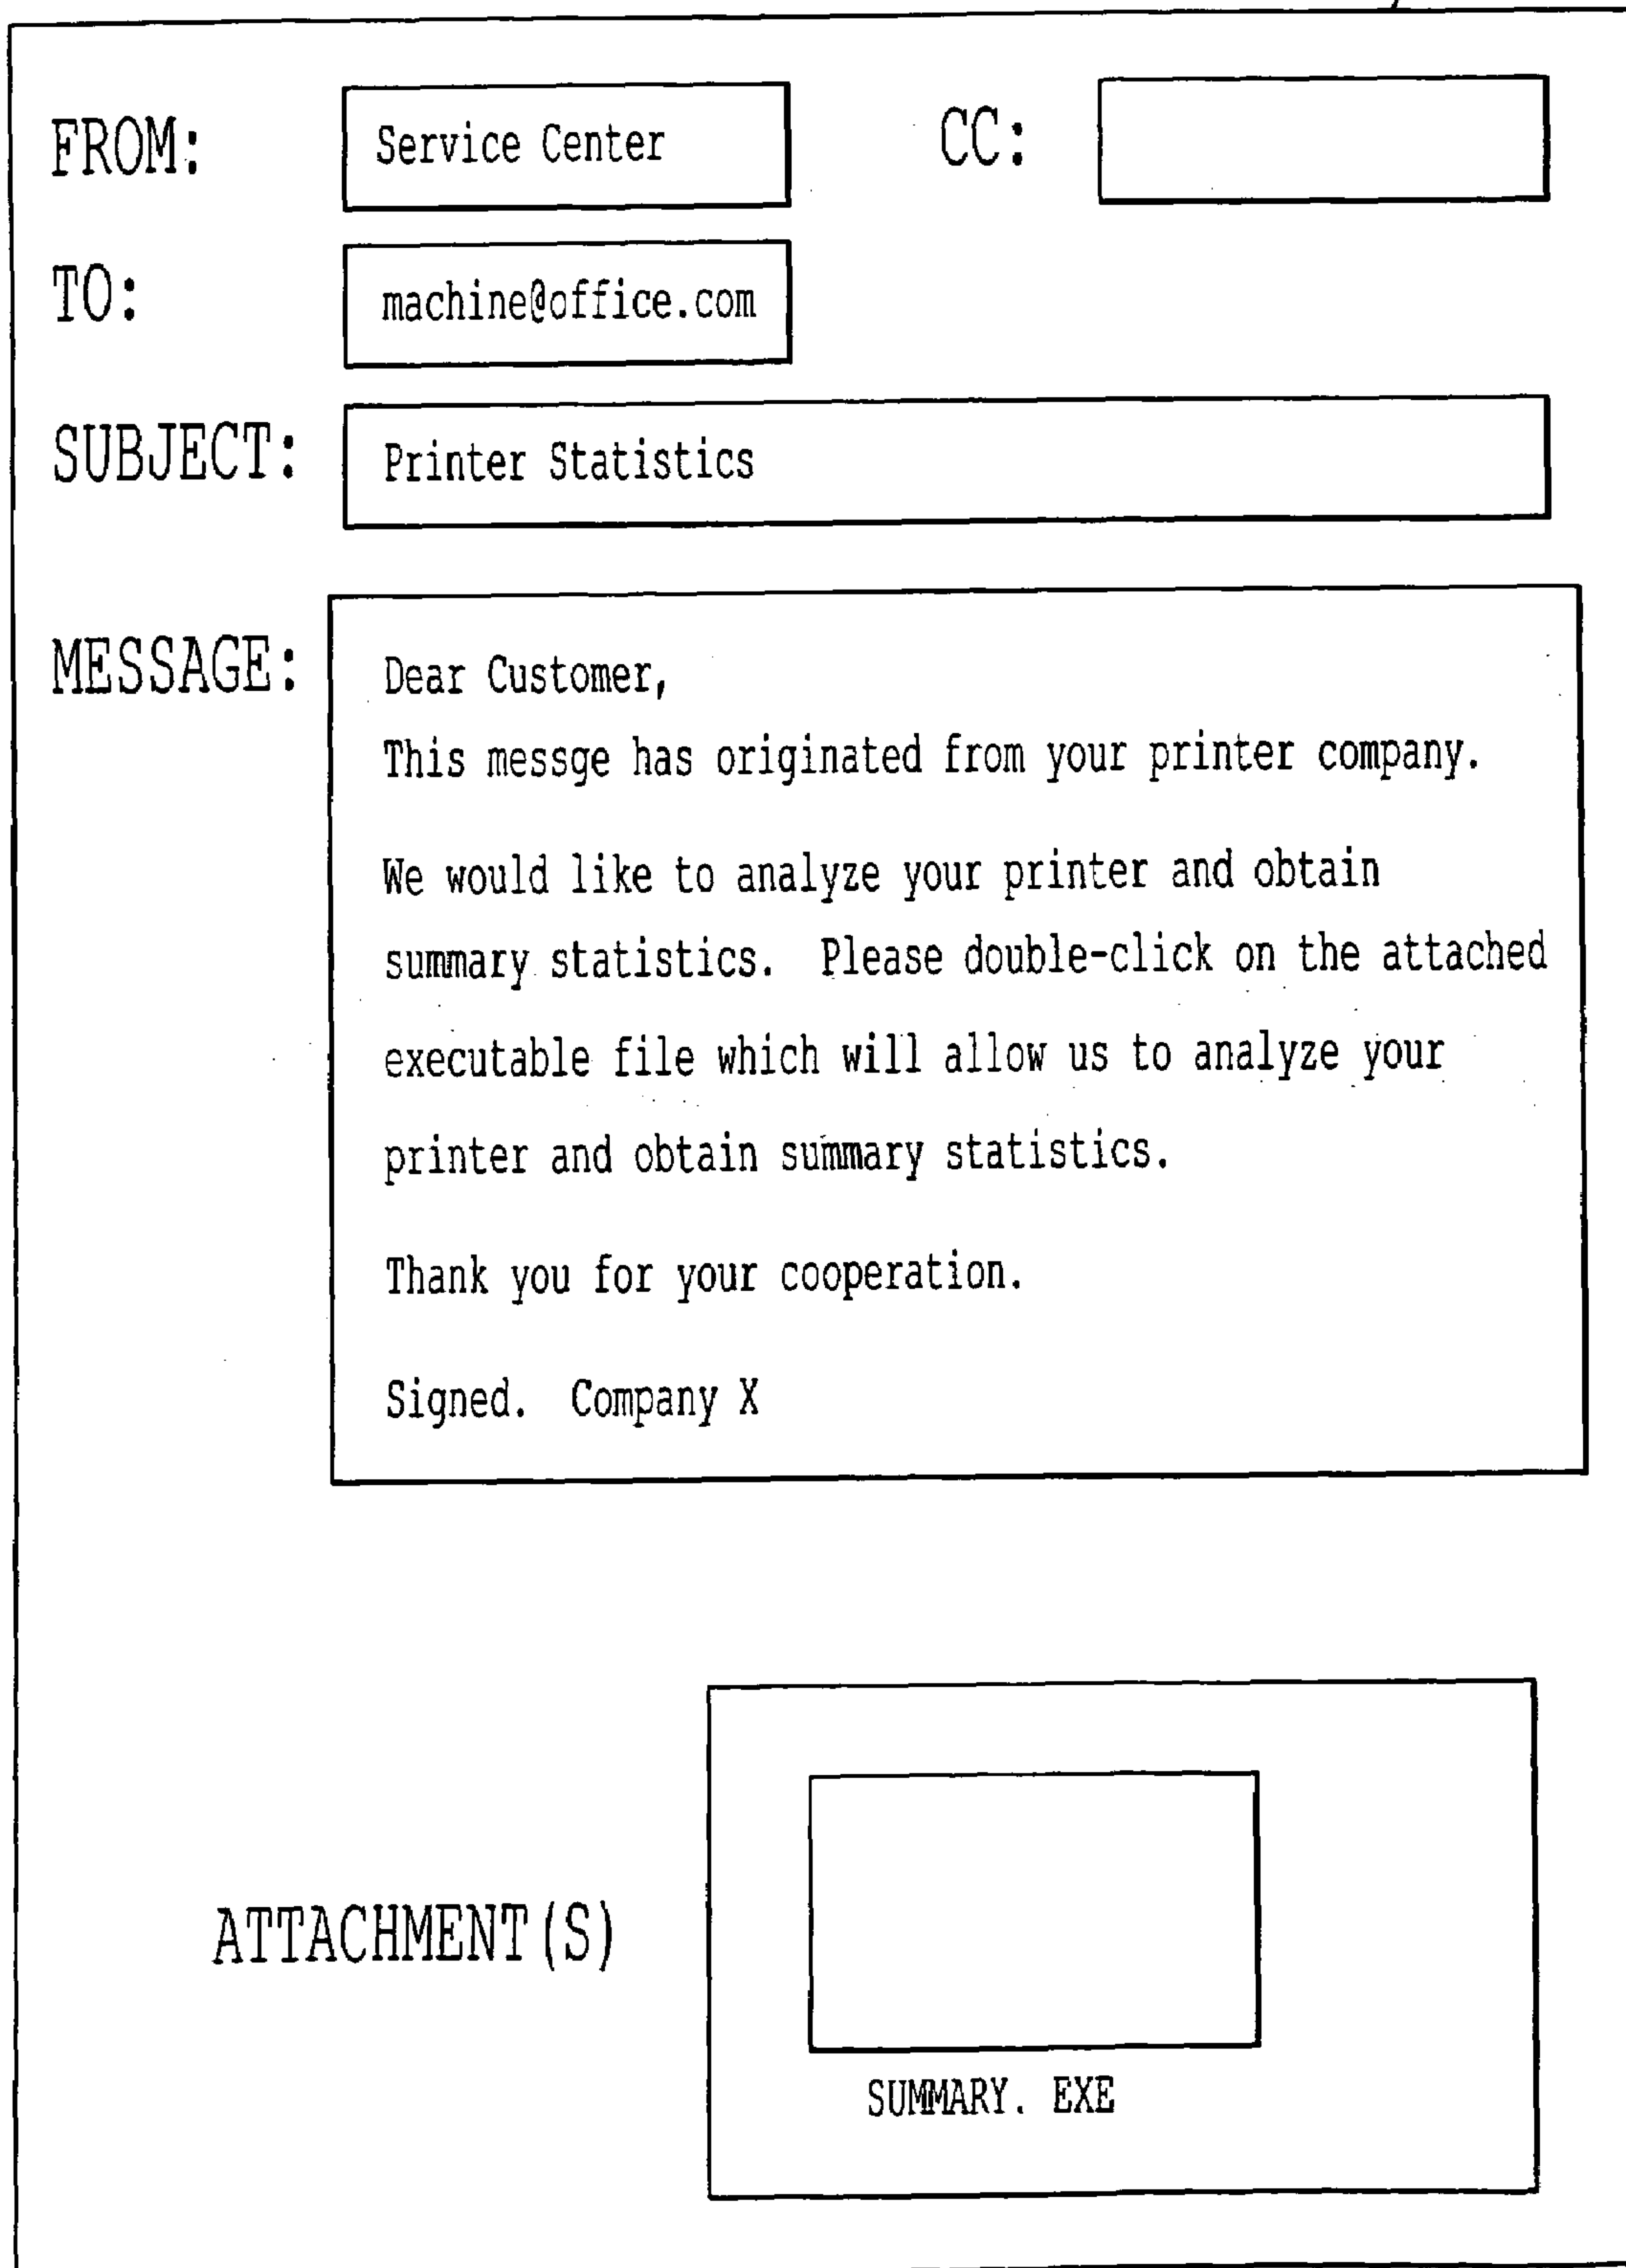 FROM: Service Center CC:
TO: machine@office.com
SUBJECT: Printer Statistics
MESSAGE: Dear Customer,
This messge has originated from your printer company.
We would like to analyze your printer and obtain
summary statistics. Please double-click on the attached
executable file which will allow us to analyze your
printer and obtain summary statistics.
Thank you for your cooperation.
Signed. Company X
ATTACHMENT(S)
SUMMARY. EXE